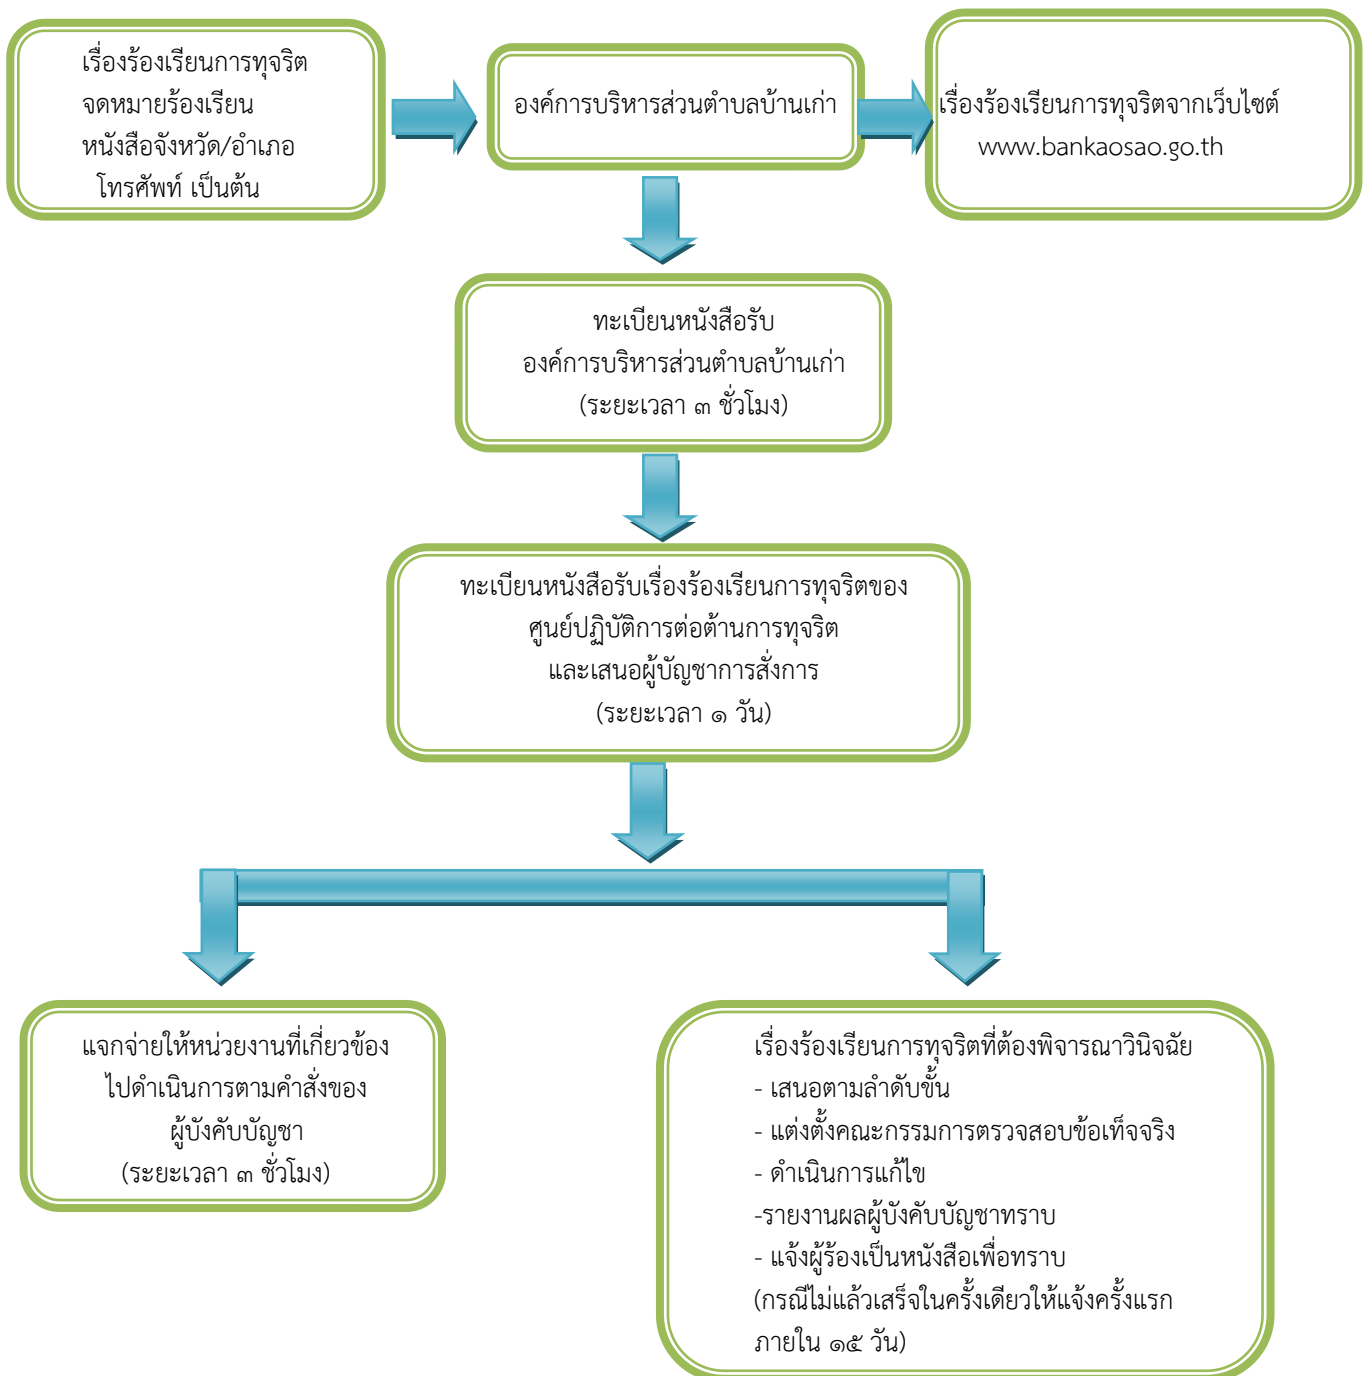 เรื่องร้องเรียนการทุจริต
จดหมายร้องเรียน
หนังสือจังหวัด/อำเภอ
โทรศัพท์ เป็นต้น
องค์การบริหารส่วนตำบลบ้านเก่า
เรื่องร้องเรียนการทุจริตจากเว็บไซต์
www.bankaosao.go.th
ทะเบียนหนังสือรับ
องค์การบริหารส่วนตำบลบ้านเก่า
(ระยะเวลา ๓ ชั่วโมง)
ทะเบียนหนังสือรับเรื่องร้องเรียนการทุจริตของ
ศูนย์ปฏิบัติการต่อต้านการทุจริต
และเสนอผู้บัญชาการสั่งการ
(ระยะเวลา ๑ วัน)
แจกจ่ายให้หน่วยงานที่เกี่ยวข้อง
ไปดำเนินการตามคำสั่งของ
ผู้บังคับบัญชา
(ระยะเวลา ๓ ชั่วโมง)
เรื่องร้องเรียนการทุจริตที่ต้องพิจารณาวินิจฉัย
- เสนอตามลำดับขั้น
- แต่งตั้งคณะกรรมการตรวจสอบข้อเท็จจริง
- ดำเนินการแก้ไข
-รายงานผลผู้บังคับบัญชาทราบ
- แจ้งผู้ร้องเป็นหนังสือเพื่อทราบ
(กรณีไม่แล้วเสร็จในครั้งเดียวให้แจ้งครั้งแรก
ภายใน ๑๕ วัน)